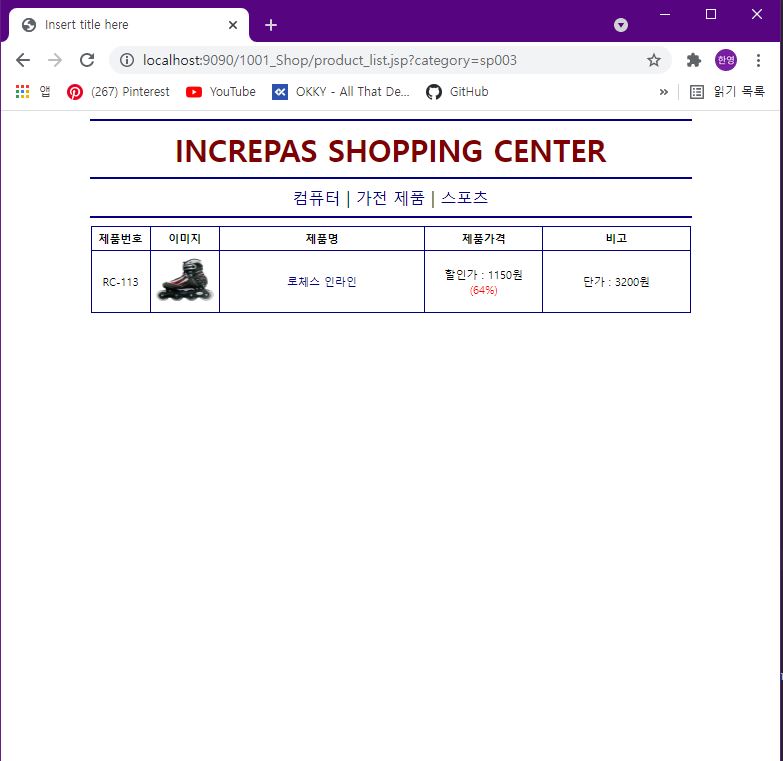 Insert title here
localhost:9090/1001_Shop/product_list.jsp?category=sp003
한영
앱 (267) Pinterest YouTube OKKY - All That De... GitHub » 읽기 목록
INCREPAS SHOPPING CENTER
컴퓨터 | 가전 제품 | 스포츠
제품번호 이미지 제품명 제품가격 비고
RC-113 로체스 인라인 할인가 : 1150원 단가 : 3200원
(64%)